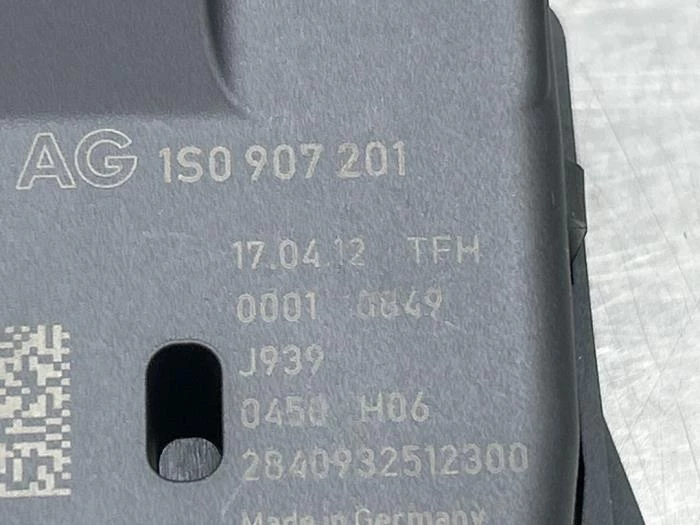 AG 1S0 907 201
17.04.12 TFH
0001 0849
J939
0450 H06
2840932512300
Made in Germany